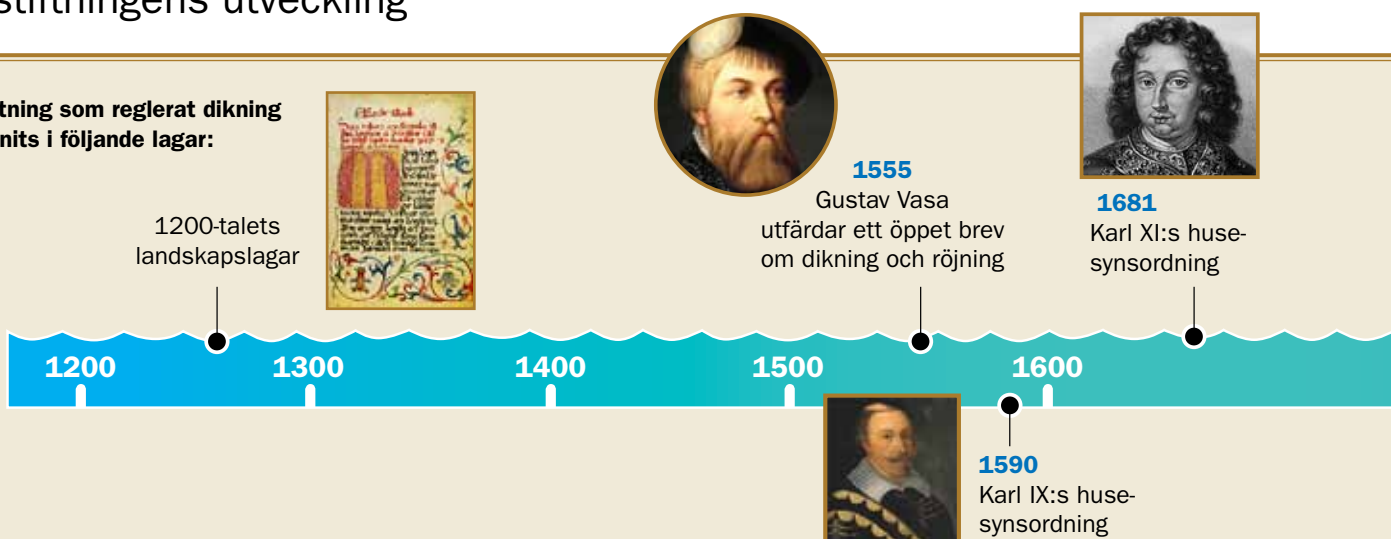 stiftningens utveckling
tning som reglerat dikning
nits i följande lagar:
1200-talets
landskapslagar
1555
Gustav Vasa
utfärdar ett öppet brev
om dikning och röjning
1681
Karl XI:s huse-
synsordning
1200
1300
1400
1500
1600
1590
Karl IX:s huse-
synsordning